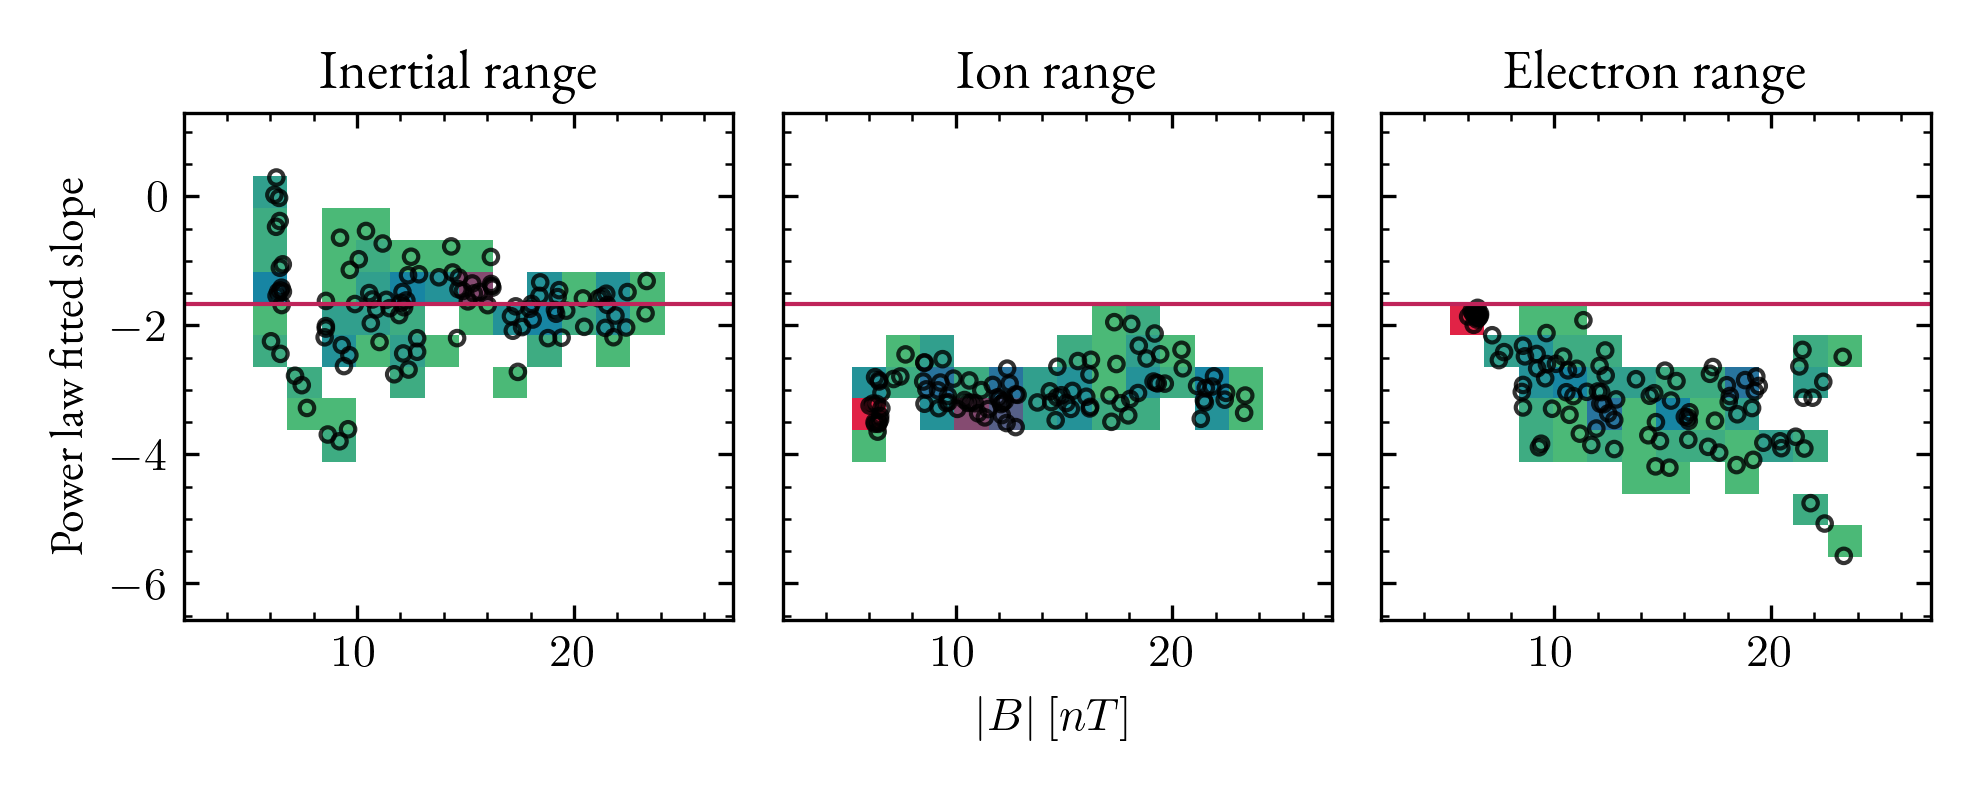 Inertial range Ion range Electron range
Power law fitted slope
0
−2
−4
−6
10 20 10 20 10 20
|B| [nT]